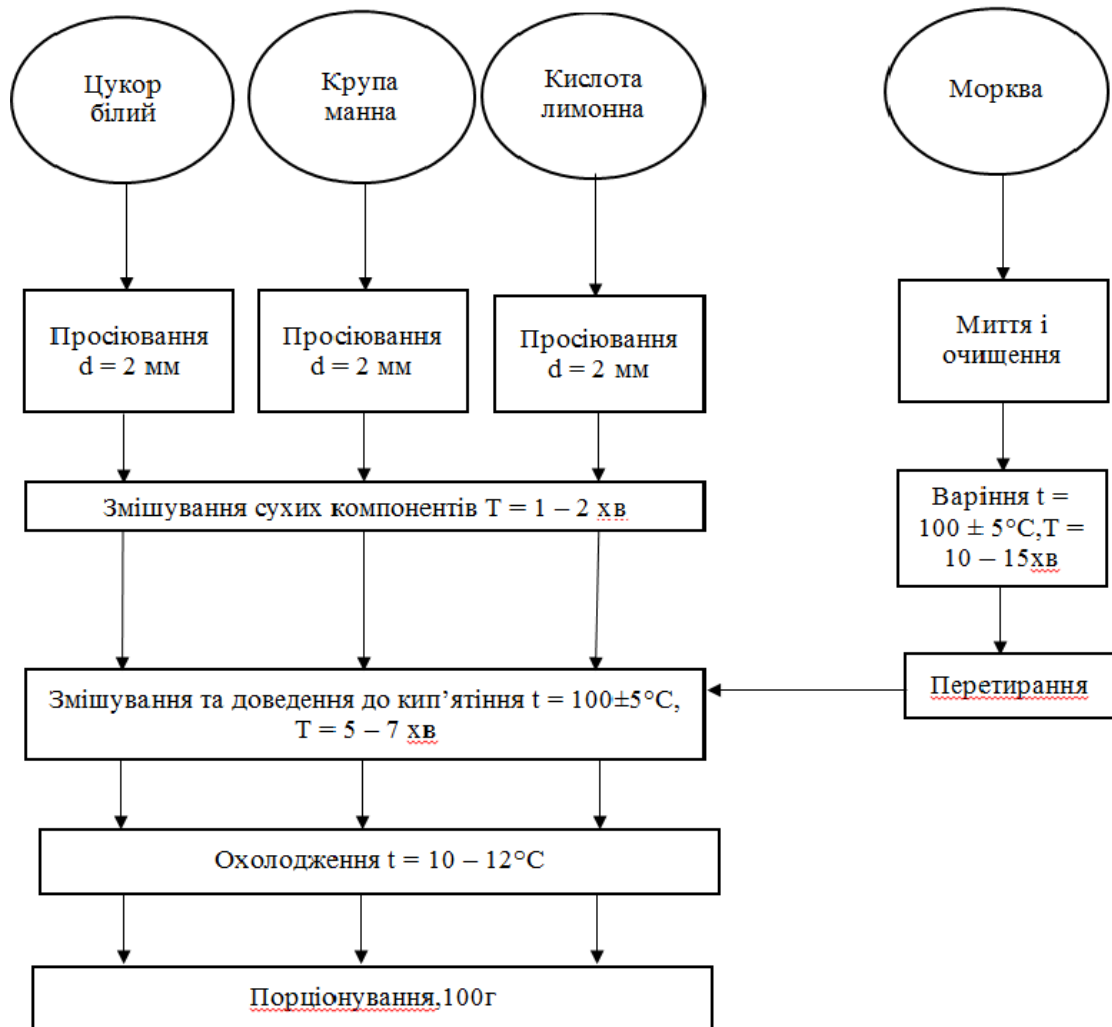 Цукор
білий
Крупа
манна
Кислота
лимонна
Морква
Просіювання
d = 2 мм
Просіювання
d = 2 мм
Просіювання
d = 2 мм
Миття і
очищення
Змішування сухих компонентів Т = 1 – 2 хв
Варіння t =
100 ± 5°С,Т =
10 – 15хв
Змішування та доведення до кип’ятіння t = 100±5°С,
Т = 5 – 7 хв
Перетирання
Охолодження t = 10 – 12°С
Порціонування,100г